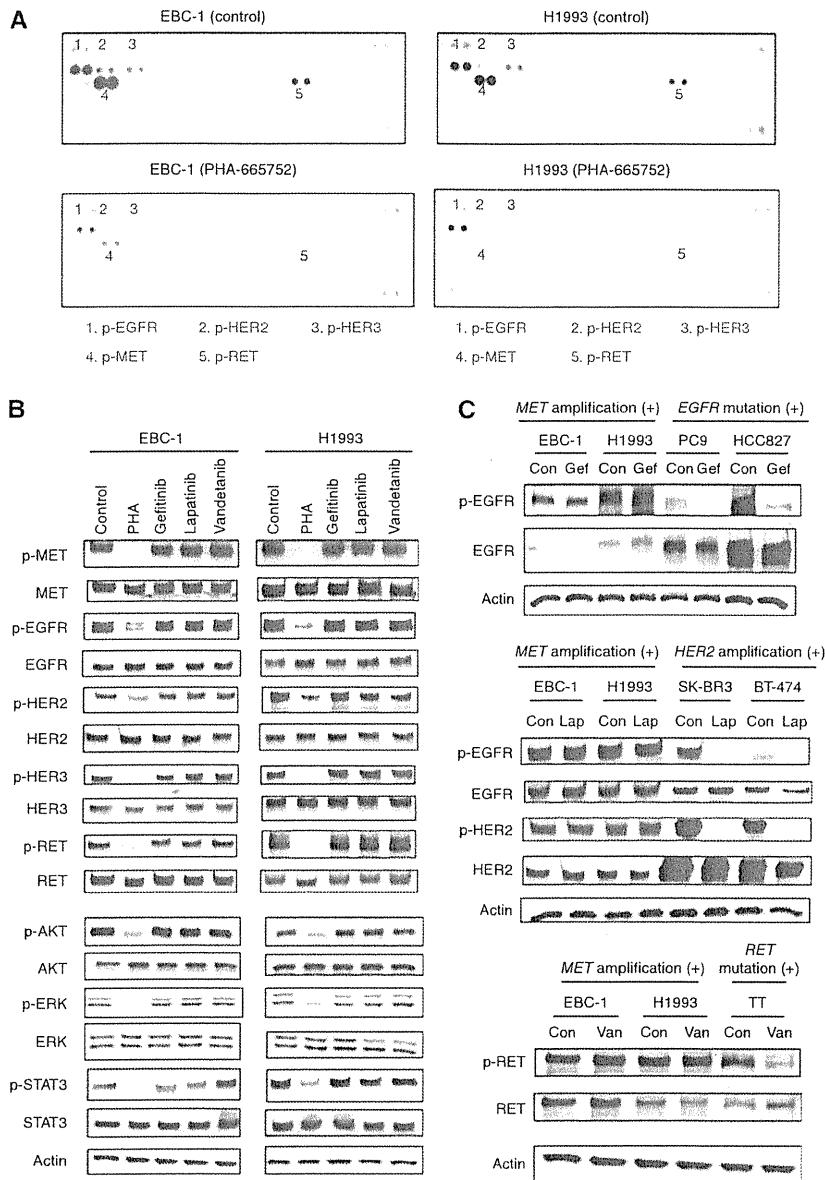 A
EBC-1 (control)
H1993 (control)
1 2 3
4
5
1 2 3
4
5
EBC-1 (PHA-665752)
H1993 (PHA-665752)
1 2 3
4
5
1 2 3
4
5
1. p-EGFR 2. p-HER2 3. p-HER3
4. p-MET 5. p-RET
1. p-EGFR 2. p-HER2 3. p-HER3
4. p-MET 5. p-RET
B
EBC-1
H1993
Control
PHA
Gefitinib
Lapatinib
Vandetanib
Control
PHA
Gefitinib
Lapatinib
Vandetanib
p-MET
MET
p-EGFR
EGFR
p-HER2
HER2
p-HER3
HER3
p-RET
RET
p-AKT
AKT
p-ERK
ERK
p-STAT3
STAT3
Actin
C
MET amplification (+) EGFR mutation (+)
EBC-1 H1993 PC9 HCC827
Con Gef Con Gef Con Gef Con Gef
p-EGFR
EGFR
Actin
MET amplification (+) HER2 amplification (+)
EBC-1 H1993 SK-BR3 BT-474
Con Lap Con Lap Con Lap Con Lap
p-EGFR
EGFR
p-HER2
HER2
Actin
MET amplification (+)
RET
mutation (+)
EBC-1 H1993 TT
Con Van Con Van Con Van
p-RET
RET
Actin